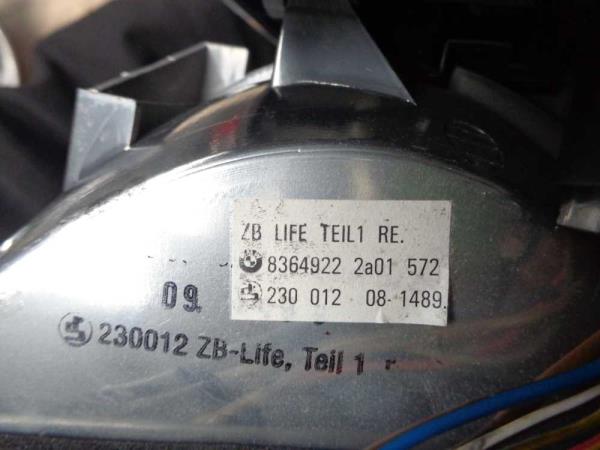 ZB LIFE TEIL1 RE.
8364922 2a01 572
230 012 08-1489.
09.
230012 ZB-Life, Teil 1 r